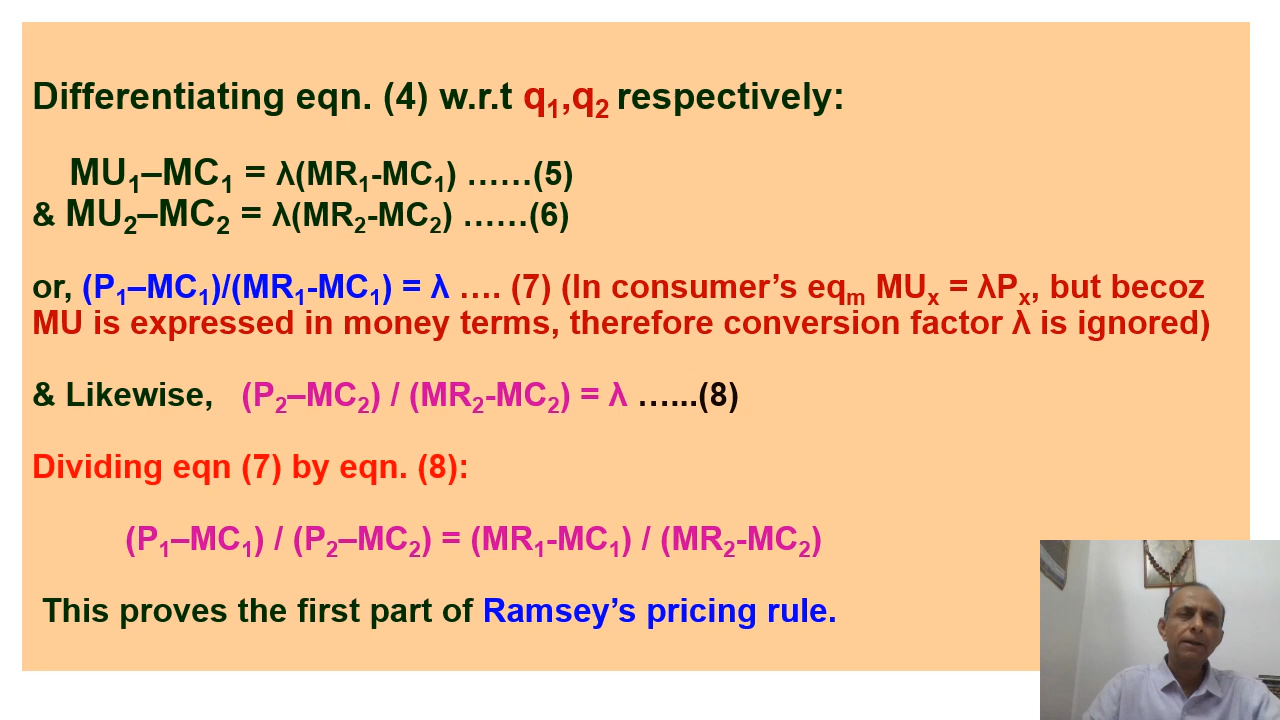 Differentiating eqn. (4) w.r.t q₁,q₂ respectively:
MU₁–MC₁ = λ(MR₁-MC₁) ……(5)
& MU₂–MC₂ = λ(MR₂-MC₂) ……(6)
or, (P₁–MC₁)/(MR₁-MC₁) = λ …. (7) (In consumer’s eqₘ MUₓ = λPₓ, but becoz
MU is expressed in money terms, therefore conversion factor λ is ignored)
& Likewise, (P₂–MC₂) / (MR₂-MC₂) = λ …...(8)
Dividing eqn (7) by eqn. (8):
(P₁–MC₁) / (P₂–MC₂) = (MR₁-MC₁) / (MR₂-MC₂)
This proves the first part of Ramsey’s pricing rule.